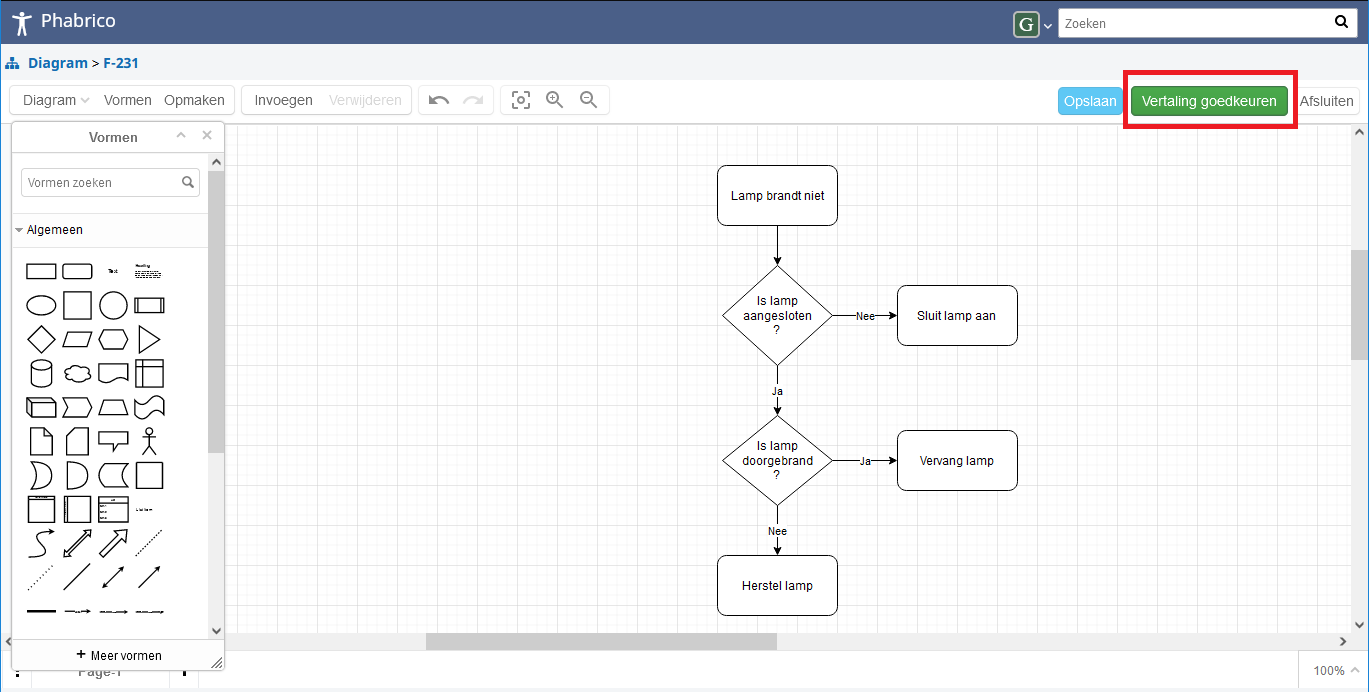 Phabrico
G
Zoeken
Diagram > F-231
Diagram Vormen Opmaken Invoegen Verwijderen Opslaan Vertaling goedkeuren Afsluiten
Vormen
Vormen zoeken
Algemeen
Text
Heading
Lamp brandt niet
Is lamp
aangesloten
?
Nee
Sluit lamp aan
Ja
Is lamp
doorgebrand
?
Ja
Vervang lamp
Nee
Herstel lamp
+ Meer vormen
Page-1
100%